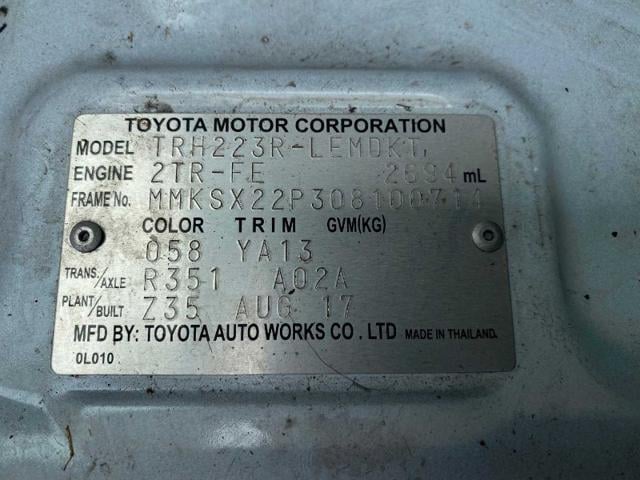 TOYOTA MOTOR CORPORATION
MODEL TRH223R-LEMDKT
ENGINE 2TR-FE 2694 mL
FRAME No. MMKSX22P308100714
COLOR TRIM GVM(KG)
058 YA13
TRANS./AXLE R351 A02A
PLANT/BUILT Z35 AUG 17
MFD BY: TOYOTA AUTO WORKS CO . LTD MADE IN THAILAND.
0L010